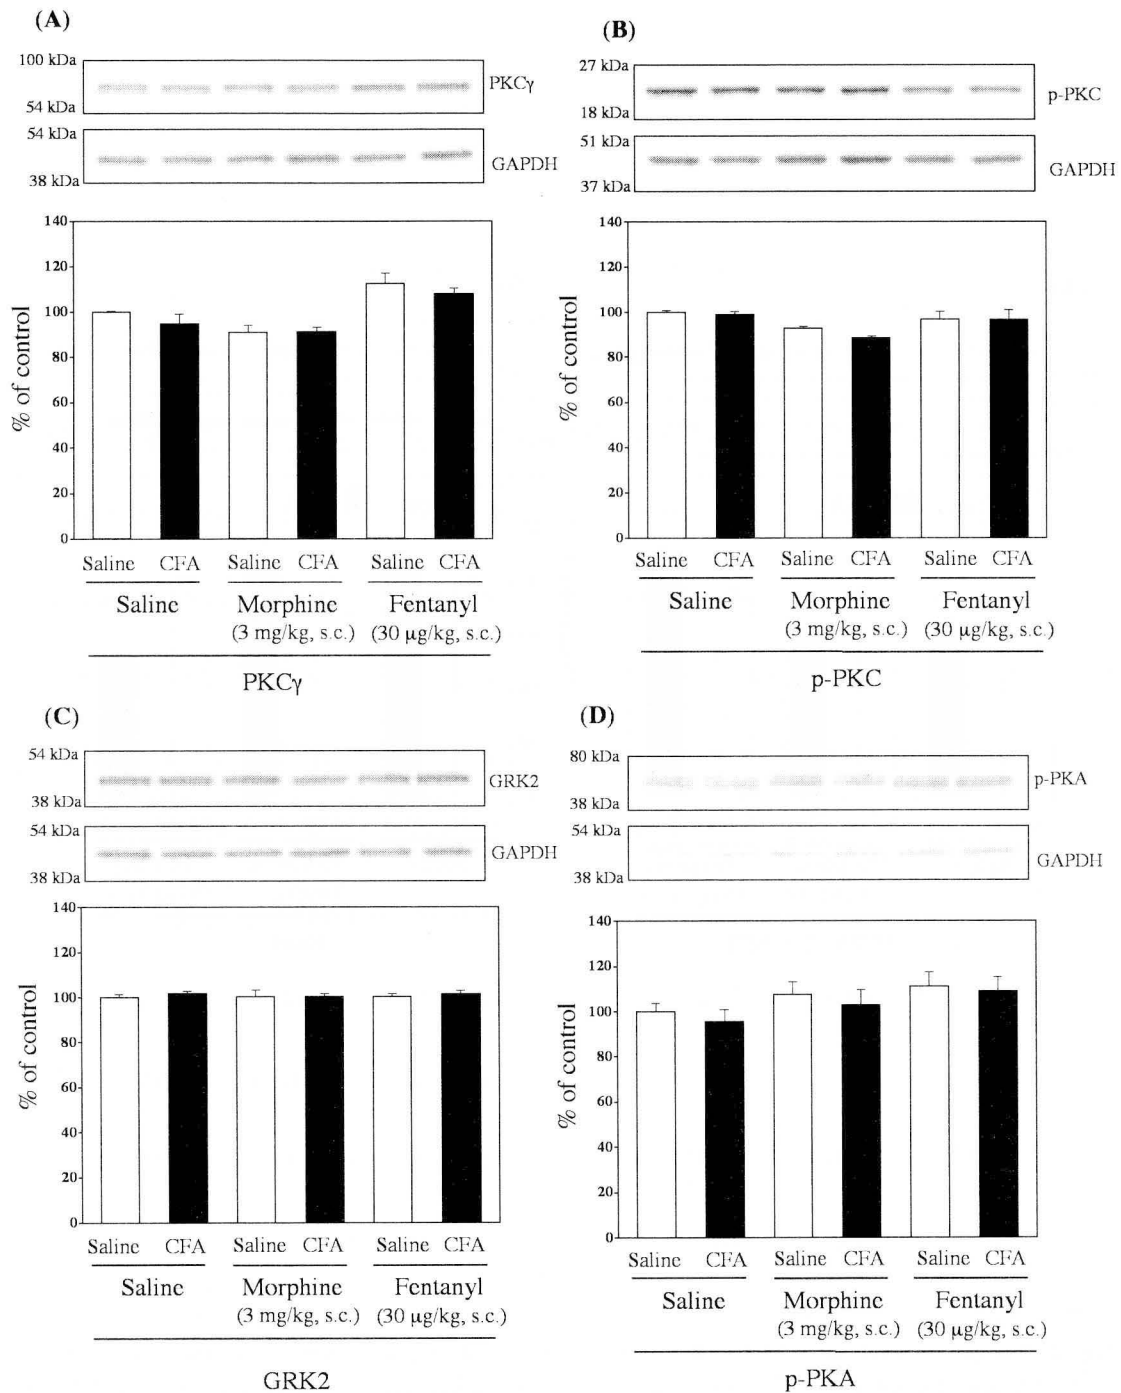 (A)
100 kDa
PKCγ
54 kDa
54 kDa
GAPDH
38 kDa
140
120
100
80
60
40
20
0
% of control
Saline CFA Saline CFA Saline CFA
Saline Morphine Fentanyl
(3 mg/kg, s.c.) (30 μg/kg, s.c.)
PKCγ
(B)
27 kDa
p-PKC
18 kDa
51 kDa
GAPDH
37 kDa
140
120
100
80
60
40
20
0
% of control
Saline CFA Saline CFA Saline CFA
Saline Morphine Fentanyl
(3 mg/kg, s.c.) (30 μg/kg, s.c.)
p-PKC
(C)
54 kDa
GRK2
38 kDa
54 kDa
GAPDH
38 kDa
140
120
100
80
60
40
20
0
% of control
Saline CFA Saline CFA Saline CFA
Saline Morphine Fentanyl
(3 mg/kg, s.c.) (30 μg/kg, s.c.)
GRK2
(D)
80 kDa
p-PKA
38 kDa
54 kDa
GAPDH
38 kDa
140
120
100
80
60
40
20
0
% of control
Saline CFA Saline CFA Saline CFA
Saline Morphine Fentanyl
(3 mg/kg, s.c.) (30 μg/kg, s.c.)
p-PKA